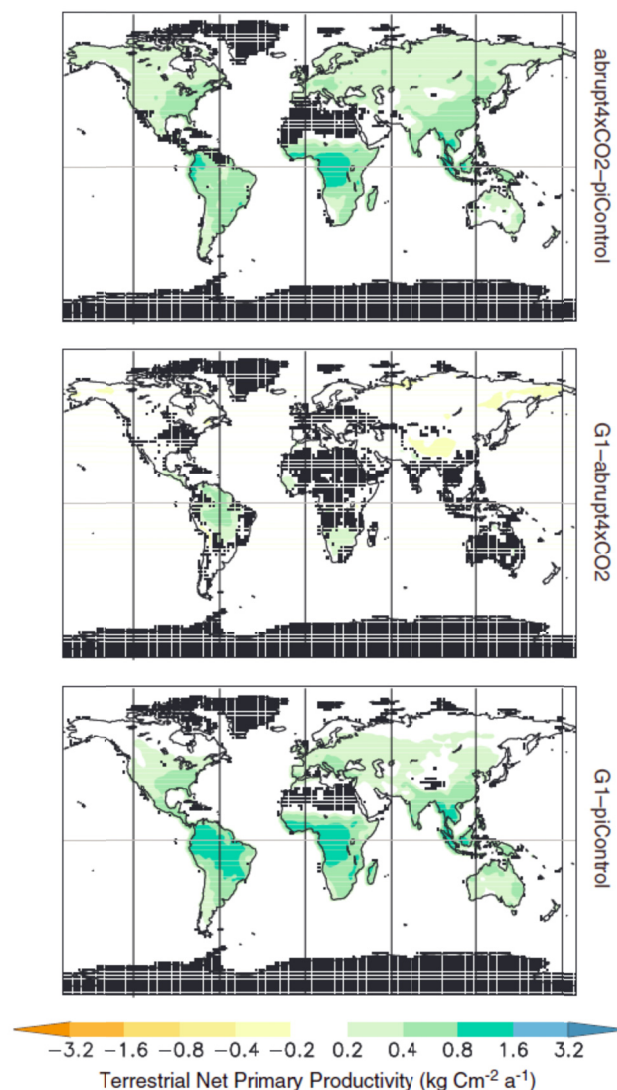 abrupt4xCO2–piControl
G1–abrupt4xCO2
G1–piControl
−3.2 −1.6 −0.8 −0.4 −0.2 0.2 0.4 0.8 1.6 3.2
Terrestrial Net Primary Productivity (kg Cm⁻² a⁻¹)